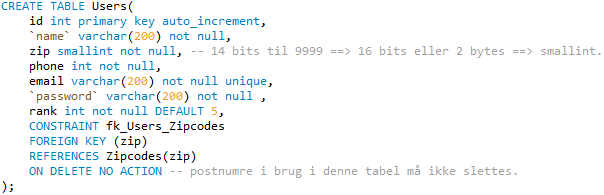 CREATE TABLE Users(
id int primary key auto_increment,
`name` varchar(200) not null,
zip smallint not null, -- 14 bits til 9999 ==> 16 bits eller 2 bytes ==> smallint.
phone int not null,
email varchar(200) not null unique,
`password` varchar(200) not null ,
rank int not null DEFAULT 5,
CONSTRAINT fk_Users_Zipcodes
FOREIGN KEY (zip)
REFERENCES Zipcodes(zip)
ON DELETE NO ACTION -- postnumre i brug i denne tabel må ikke slettes.
);